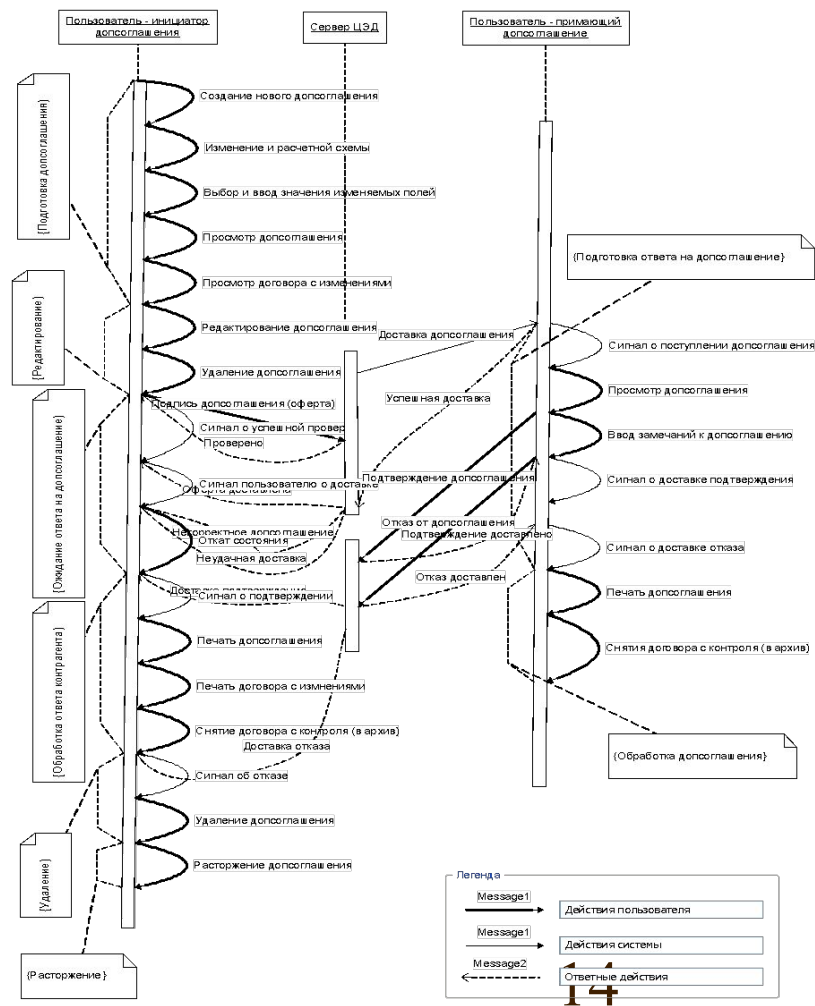 Пользователь - инициатор
допсоглашения
Сервер ЦЭД
Пользователь - примающий
допсоглашение
Создание нового допсоглашения
{Подготовка допсоглашения}
Изменение и расчетной схемы
Выбор и ввод значения изменяемых полей
Просмотр допсоглашения
{Подготовка ответа на допсоглашение}
Просмотр договора с изменениями
Редактирование допсоглашения
Доставка допсоглашения
{Редактирование}
Сигнал о поступлении допсоглашения
Удаление допсоглашения
Просмотр допсоглашения
Успешная доставка
Подпись допсоглашения (оферта)
Сигнал о успешной провер
Проверено
Ввод замечаний к допсоглашению
{Ожидание ответа на допсоглашение}
Сигнал пользователю о доставке
Подтверждение допсоглашения
Сигнал о доставке подтверждения
Оферта доставлена
Отказ от допсоглашения
Некорректное допсоглашение
Подтверждение доставлено
Откат состояния
Сигнал о доставке отказа
Неудачная доставка
Отказ доставлен
Доставка подтверждения
Сигнал о подтверждении
Печать допсоглашения
Печать допсоглашения
Снятия договора с контроля (в архив)
{Обработка ответа контрагента}
Печать договора с измнениями
Снятие договора с контроля (в архив)
Доставка отказа
{Обработка допсоглашения}
Сигнал об отказе
Удаление допсоглашения
{Удаление}
Расторжение допсоглашения
{Расторжение}
Легенда
Message1
Действия пользователя
Message1
Действия системы
Message2
Ответные действия
14